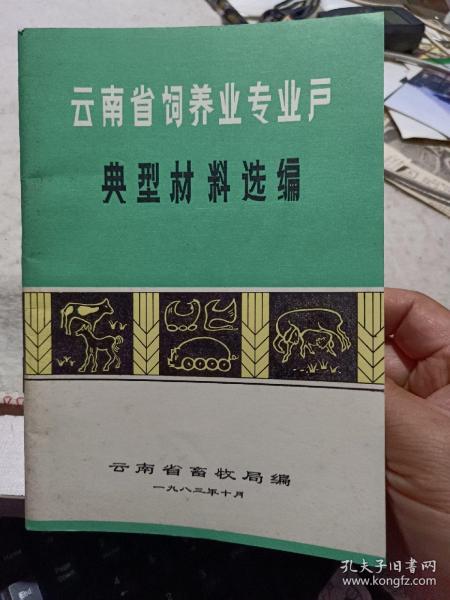 云南省饲养业专业户
典型材料选编
云南省畜牧局编
一九八三年十月
孔夫子旧书网
www.kongfz.com